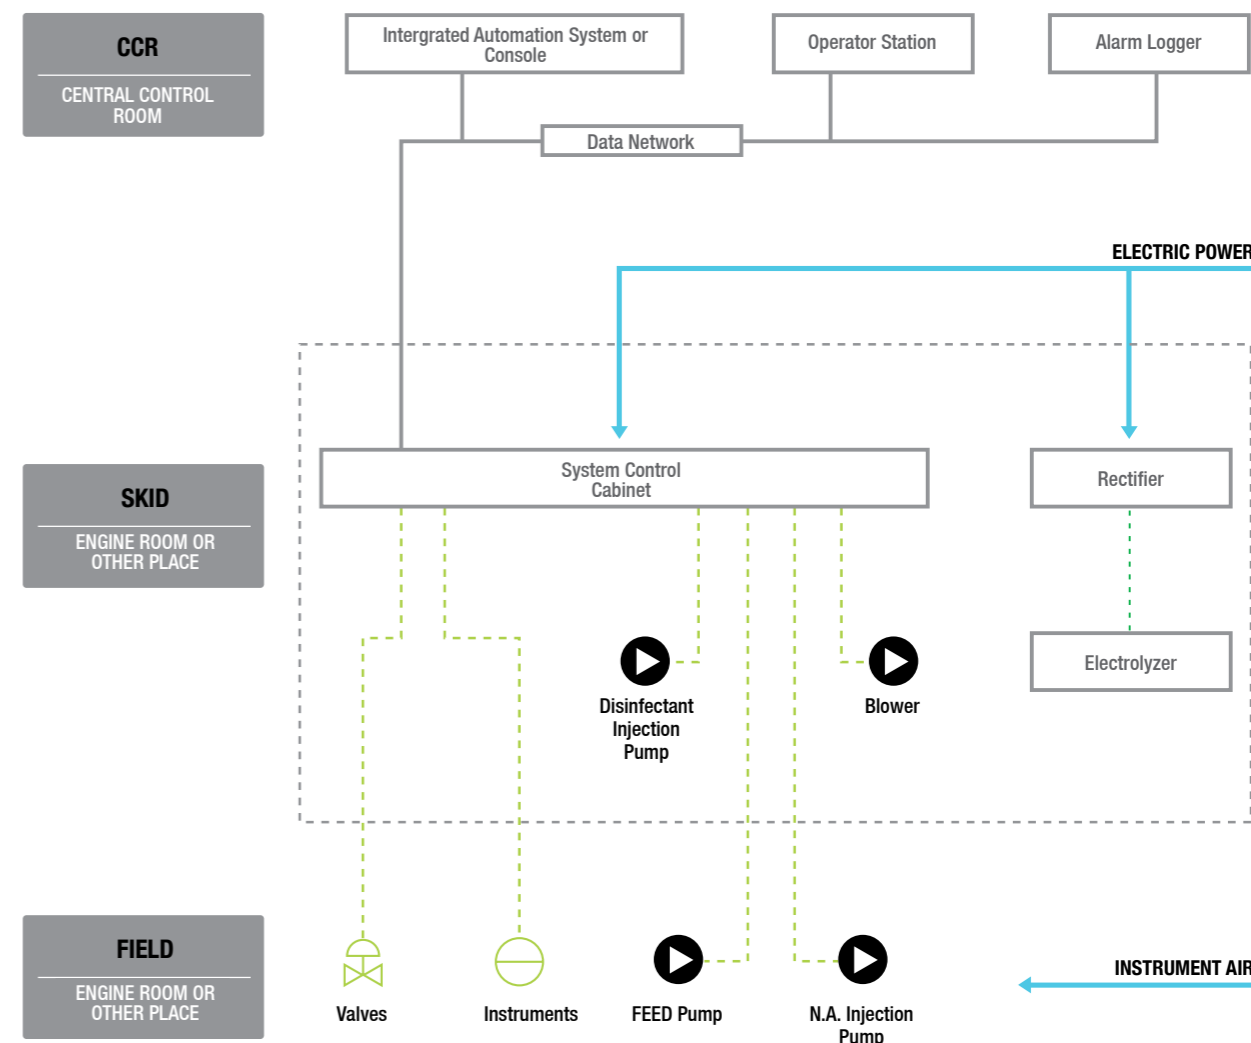 CCR
CENTRAL CONTROL
ROOM
Intergrated Automation System or
Console
Operator Station
Alarm Logger
Data Network
ELECTRIC POWER
SKID
ENGINE ROOM OR
OTHER PLACE
System Control
Cabinet
Rectifier
Electrolyzer
Disinfectant
Injection
Pump
Blower
FIELD
ENGINE ROOM OR
OTHER PLACE
Valves
Instruments
FEED Pump
N.A. Injection
Pump
INSTRUMENT AIR